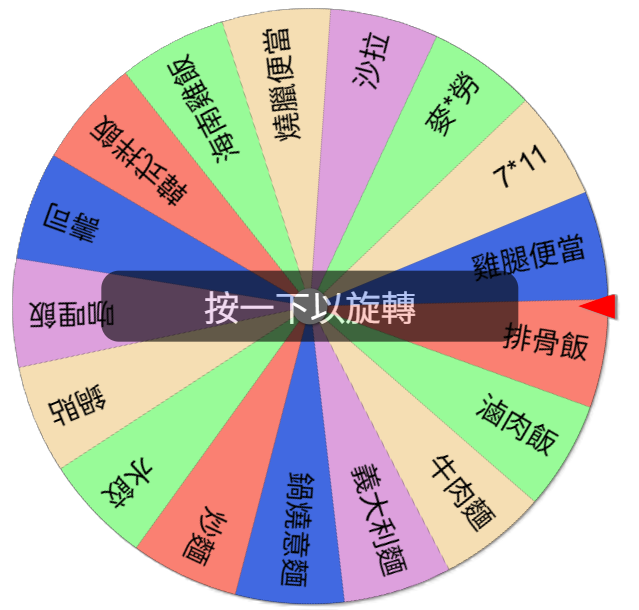 燒臘便當
沙拉
麥*勞
7*11
雞腿便當
排骨飯
滷肉飯
牛肉麵
義大利麵
鍋燒意麵
炒麵
水餃
鍋貼
咖哩飯
壽司
韓式拌飯
海南雞飯
按一下以旋轉